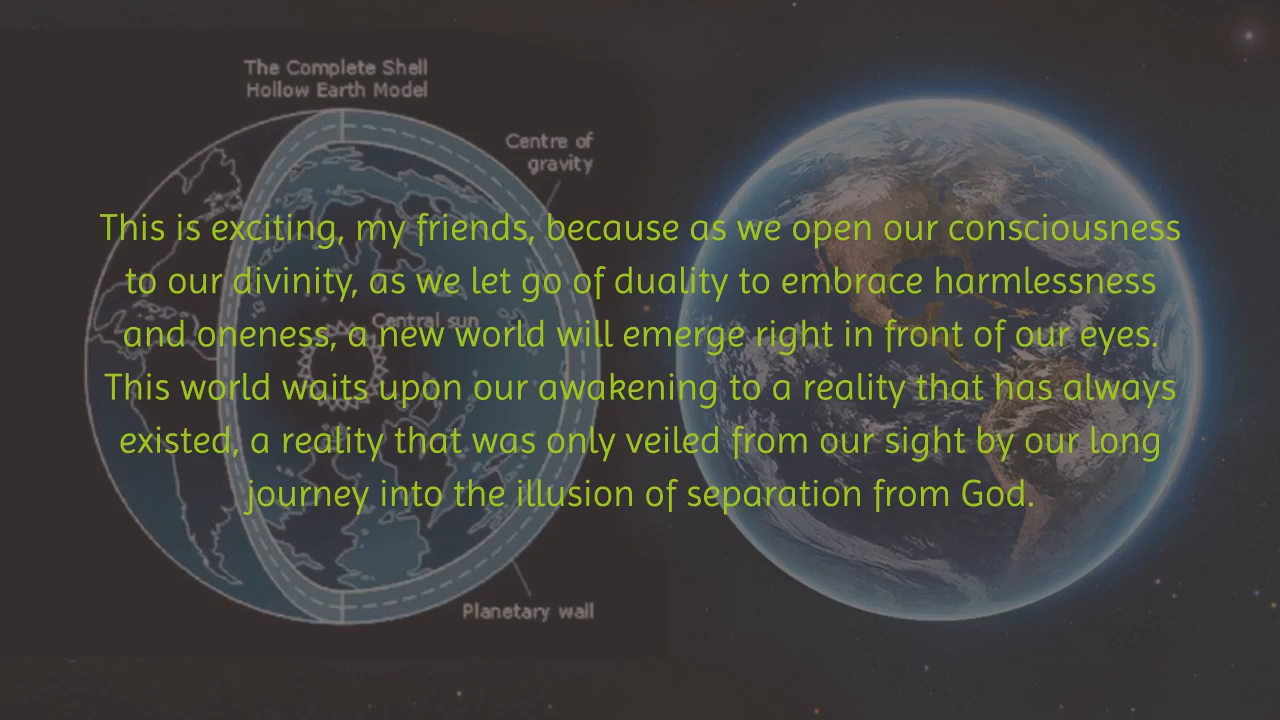 The Complete Shell
Hollow Earth Model
Centre of
gravity
This is exciting, my friends, because as we open our consciousness
to our divinity, as we let go of duality to embrace harmlessness
Central sun
and oneness, a new world will emerge right in front of our eyes.
This world waits upon our awakening to a reality that has always
existed, a reality that was only veiled from our sight by our long
journey into the illusion of separation from God.
Planetary wall